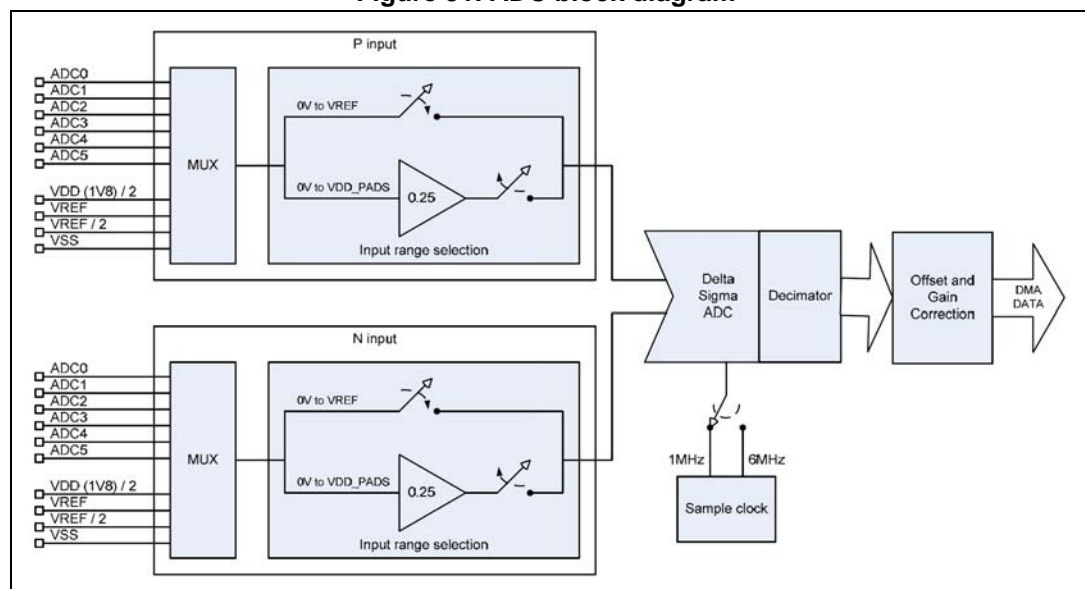 Figure ADC block diagram
P input
ADC0
ADC1
ADC2
ADC3
ADC4
ADC5
VDD (1V8) / 2
VREF
VREF / 2
VSS
MUX
0V to VREF
0V to VDD_PADS
0.25
Input range selection
N input
ADC0
ADC1
ADC2
ADC3
ADC4
ADC5
VDD (1V8) / 2
VREF
VREF / 2
VSS
MUX
0V to VREF
0V to VDD_PADS
0.25
Input range selection
Delta
Sigma
ADC
Decimator
Offset and
Gain
Correction
DMA
DATA
1MHz
6MHz
Sample clock